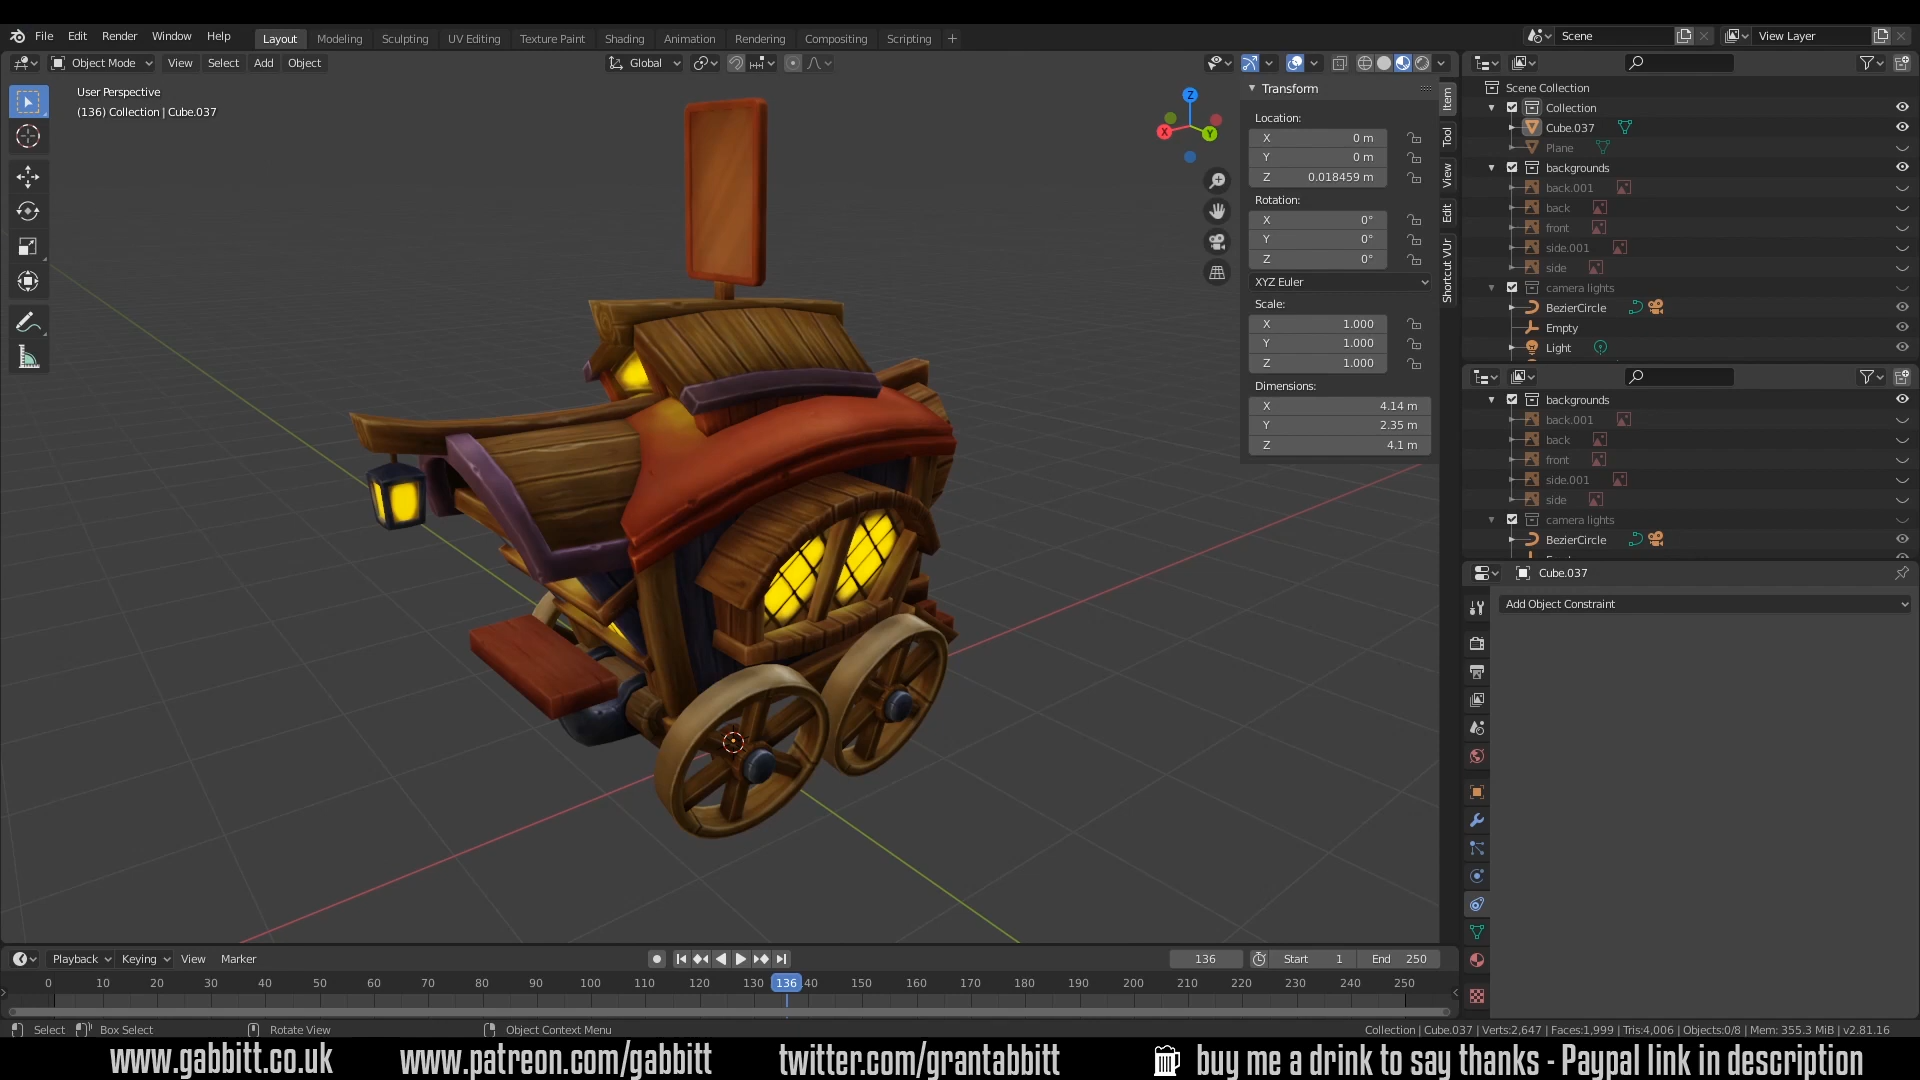 File Edit Render Window Help Layout Modeling Sculpting UV Editing Texture Paint Shading Animation Rendering Compositing Scripting + Scene View Layer
Object Mode View Select Add Object Global
User Perspective
(136) Collection | Cube.037
Z
X
Y
Transform
Location:
X 0 m
Y 0 m
Z 0.018459 m
Rotation:
X 0°
Y 0°
Z 0°
XYZ Euler
Scale:
X 1.000
Y 1.000
Z 1.000
Dimensions:
X 4.14 m
Y 2.35 m
Z 4.1 m
Item
Tool
View
Edit
Shortcut VUr
Scene Collection
Collection
Cube.037
Plane
backgrounds
back.001
back
front
side.001
side
camera lights
BezierCircle
Empty
Light
backgrounds
back.001
back
front
side.001
side
camera lights
BezierCircle
Cube.037
Add Object Constraint
Playback Keying View Marker 136 Start 1 End 250
0 10 20 30 40 50 60 70 80 90 100 110 120 130 136 40 150 160 170 180 190 200 210 220 230 240 250
Select Box Select Rotate View Object Context Menu Collection | Cube.037 | Verts:2,647 | Faces:1,999 | Tris:4,006 | Objects:0/8 | Mem: 355.3 MiB | v2.81.16
www.gabbitt.co.uk www.patreon.com/gabbitt twitter.com/grantabbitt buy me a drink to say thanks - Paypal link in description